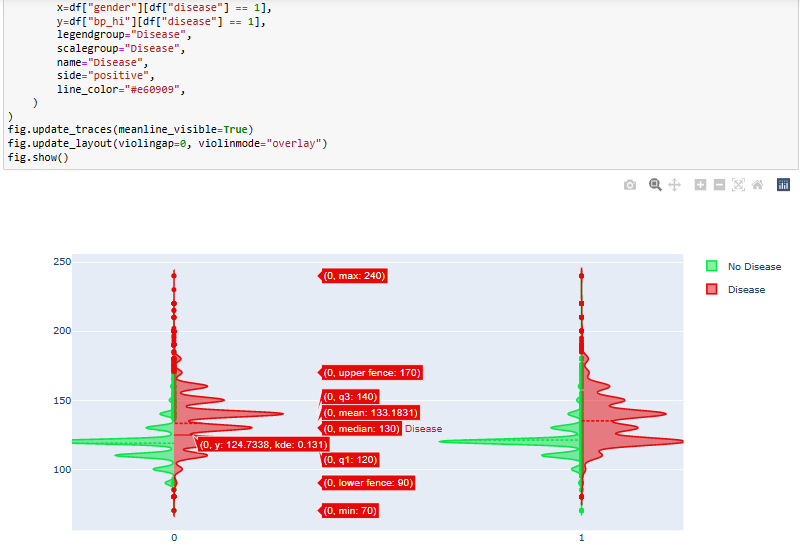 x=df["gender"][df["disease"] == 1],
y=df["bp_hi"][df["disease"] == 1],
legendgroup="Disease",
scalegroup="Disease",
name="Disease",
side="positive",
line_color="#e60909",
)
)
fig.update_traces(meanline_visible=True)
fig.update_layout(violingap=0, violinmode="overlay")
fig.show()
250
(0, max: 240)
No Disease
Disease
200
(0, upper fence: 170)
150
(0, q3: 140)
(0, mean: 133.1831)
(0, median: 130) Disease
(0, y: 124.7338, kde: 0.131)
(0, q1: 120)
100
(0, lower fence: 90)
(0, min: 70)
0
1